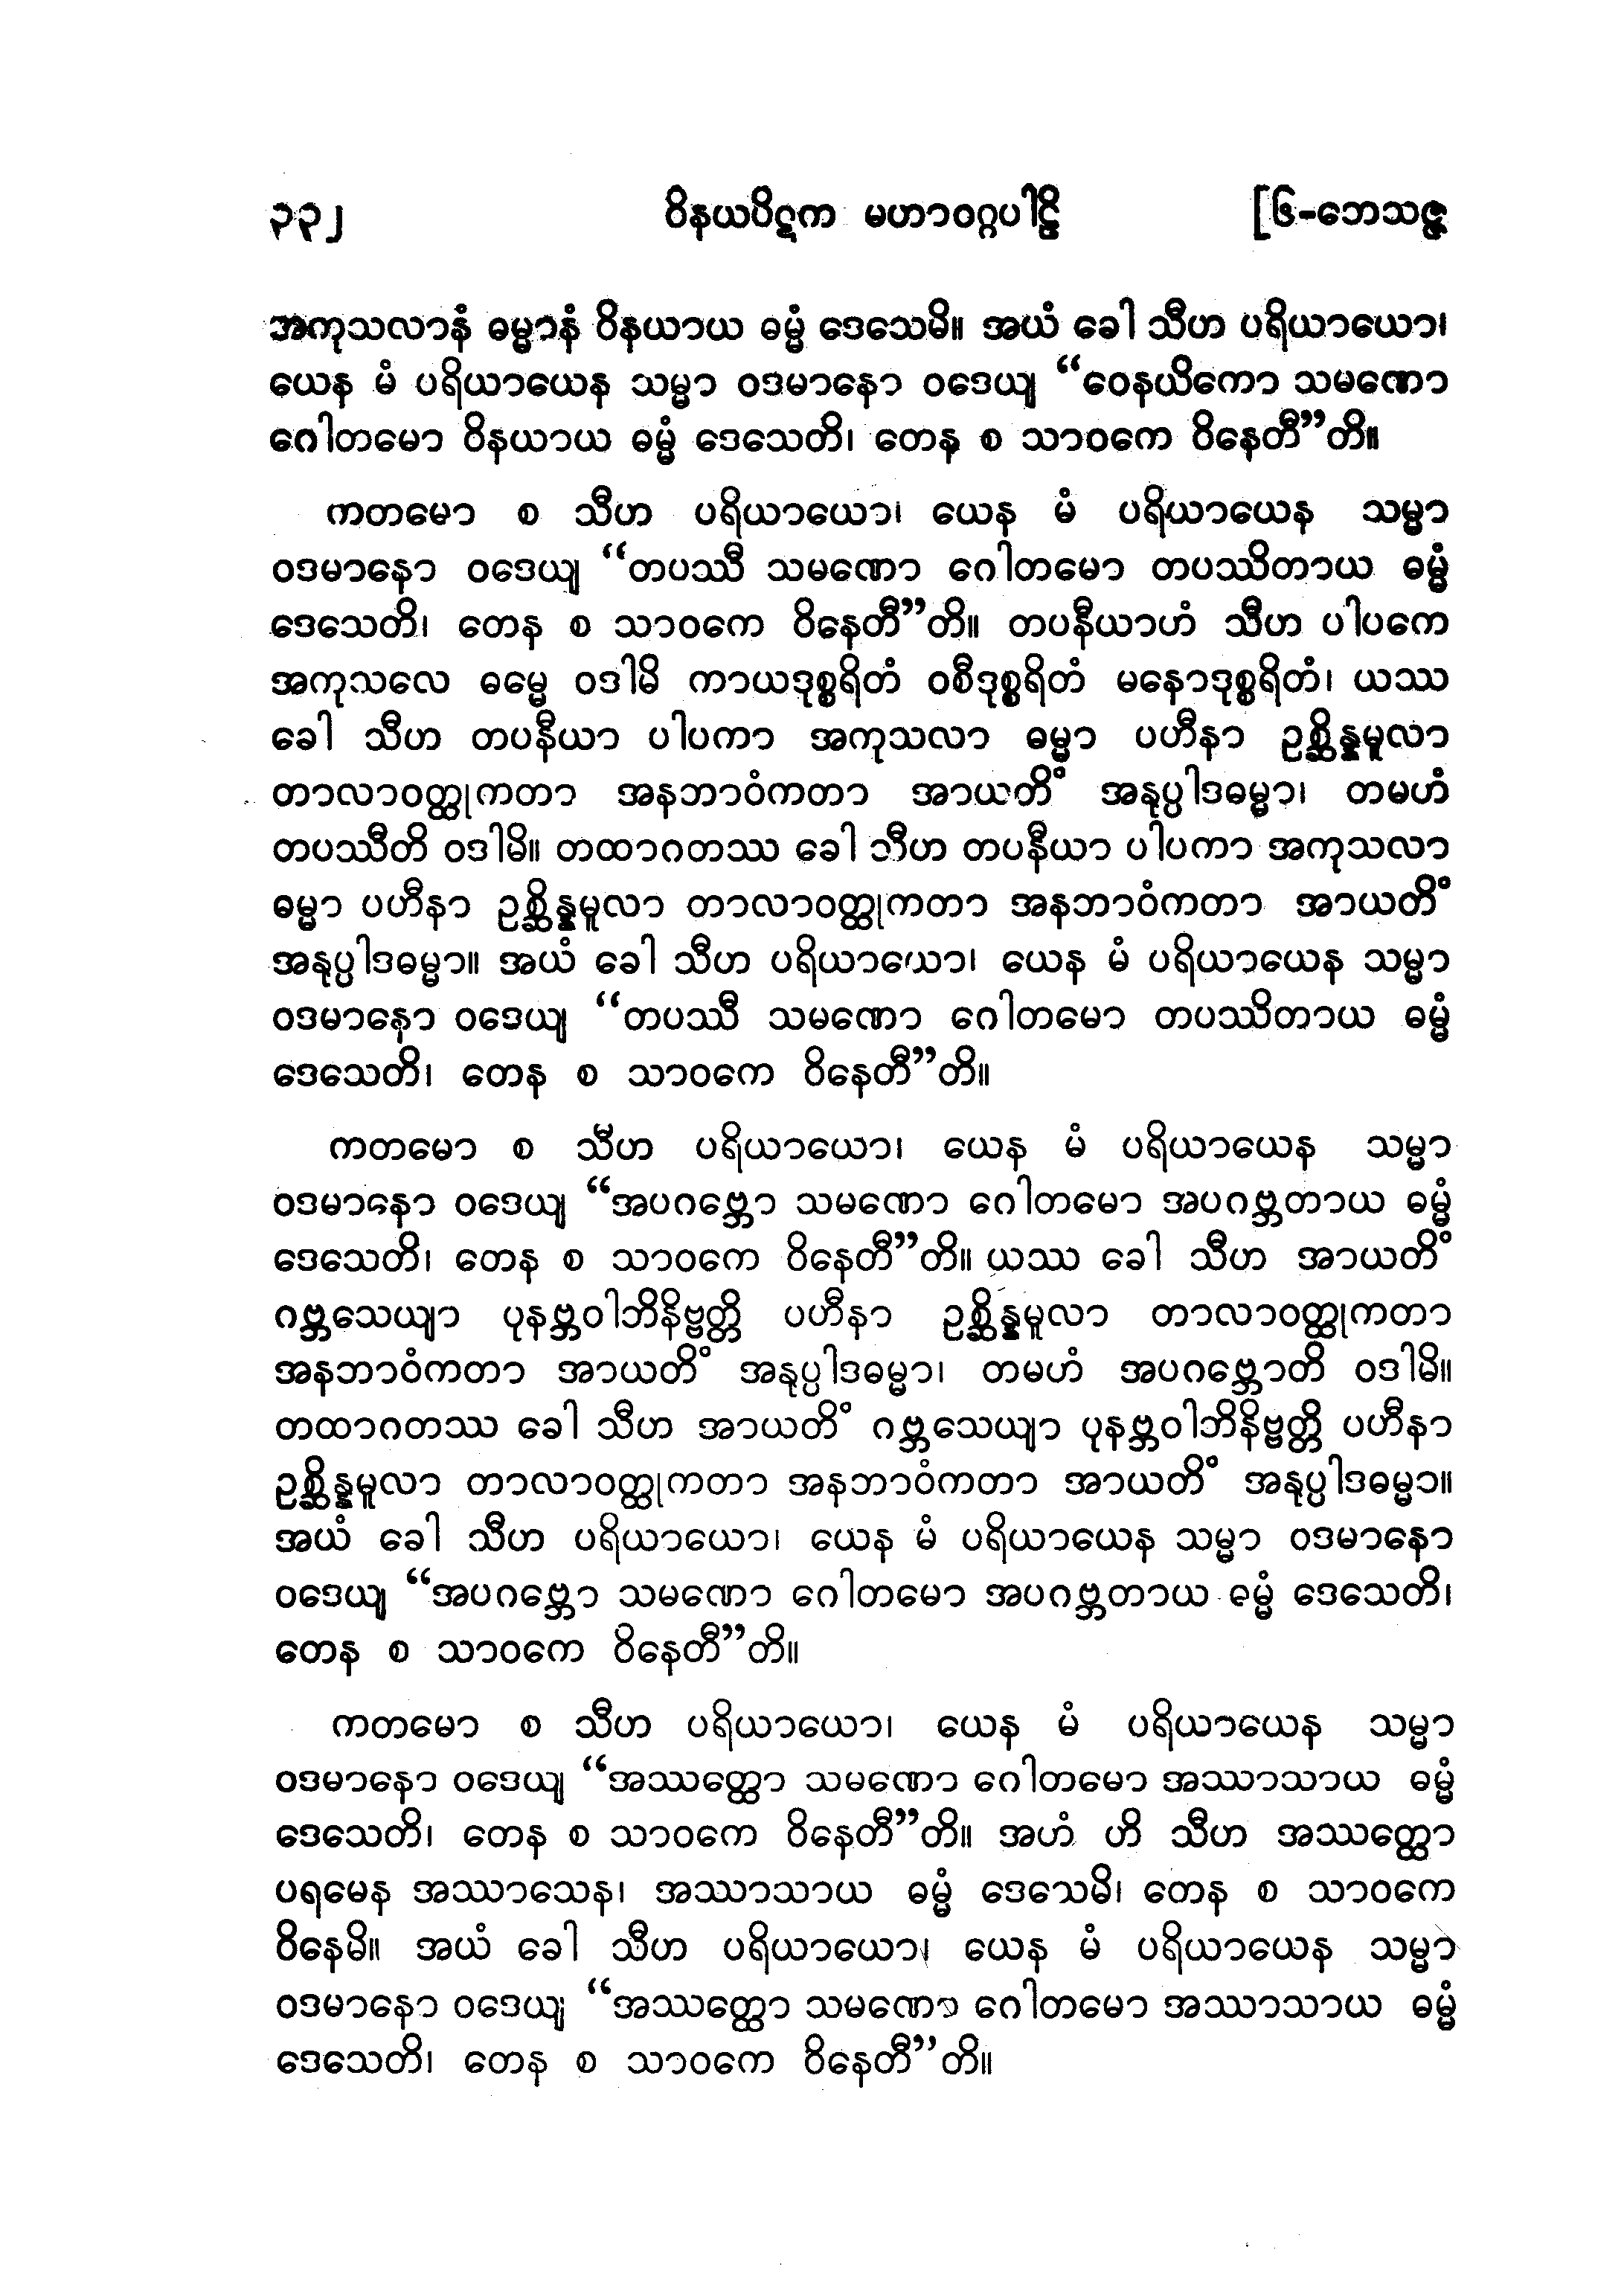 ၃၃၂ ဝိနယပိဋက မဟာဝဂ္ဂပါဠိ [၆-ဘေသဇ္ဇ
အကုသလာနံ ဓမ္မာနံ ဝိနယာယ ဓမ္မံ ဒေသေမိ။ အယံ ခေါ သီဟ ပရိယာယော၊
ယေန မံ ပရိယာယေန သမ္မာ ဝဒမာနော ဝဒေယျ “ဝေနယိကော သမဏော
ဂေါတမော ဝိနယာယ ဓမ္မံ ဒေသေတိ၊ တေန စ သာဝကေ ဝိနေတီ”တိ။
ကတမော စ သီဟ ပရိယာယော၊ ယေန မံ ပရိယာယေန သမ္မာ
ဝဒမာနော ဝဒေယျ “တပဿီ သမဏော ဂေါတမော တပဿိတာယ ဓမ္မံ
ဒေသေတိ၊ တေန စ သာဝကေ ဝိနေတီ”တိ။ တပနီယာဟံ သီဟ ပါပကေ
အကုသလေ ဓမ္မေ ဝဒါမိ ကာယဒုစ္စရိတံ ဝစီဒုစ္စရိတံ မနောဒုစ္စရိတံ၊ ယဿ
ခေါ သီဟ တပနီယာ ပါပကာ အကုသလာ ဓမ္မာ ပဟီနာ ဥစ္ဆိန္နမူလာ
တာလာဝတ္ထုကတာ အနဘာဝံကတာ အာယတိံ အနုပ္ပါဒဓမ္မာ၊ တမဟံ
တပဿီတိ ဝဒါမိ။ တထာဂတဿ ခေါ သီဟ တပနီယာ ပါပကာ အကုသလာ
ဓမ္မာ ပဟီနာ ဥစ္ဆိန္နမူလာ တာလာဝတ္ထုကတာ အနဘာဝံကတာ အာယတိံ
အနုပ္ပါဒဓမ္မာ။ အယံ ခေါ သီဟ ပရိယာယော၊ ယေန မံ ပရိယာယေန သမ္မာ
ဝဒမာနော ဝဒေယျ “တပဿီ သမဏော ဂေါတမော တပဿိတာယ ဓမ္မံ
ဒေသေတိ၊ တေန စ သာဝကေ ဝိနေတီ”တိ။
ကတမော စ သီဟ ပရိယာယော၊ ယေန မံ ပရိယာယေန သမ္မာ
ဝဒမာနော ဝဒေယျ “အပဂဗ္ဘော သမဏော ဂေါတမော အပဂဗ္ဘတာယ ဓမ္မံ
ဒေသေတိ၊ တေန စ သာဝကေ ဝိနေတီ”တိ။ ယဿ ခေါ သီဟ အာယတိံ
ဂဗ္ဘသေယျာ ပုနဗ္ဘဝါဘိနိဗ္ဗတ္တိ ပဟီနာ ဥစ္ဆိန္နမူလာ တာလာဝတ္ထုကတာ
အနဘာဝံကတာ အာယတိံ အနုပ္ပါဒဓမ္မာ၊ တမဟံ အပဂဗ္ဘောတိ ဝဒါမိ။
တထာဂတဿ ခေါ သီဟ အာယတိံ ဂဗ္ဘသေယျာ ပုနဗ္ဘဝါဘိနိဗ္ဗတ္တိ ပဟီနာ
ဥစ္ဆိန္နမူလာ တာလာဝတ္ထုကတာ အနဘာဝံကတာ အာယတိံ အနုပ္ပါဒဓမ္မာ။
အယံ ခေါ သီဟ ပရိယာယော၊ ယေန မံ ပရိယာယေန သမ္မာ ဝဒမာနော
ဝဒေယျ “အပဂဗ္ဘော သမဏော ဂေါတမော အပဂဗ္ဘတာယ ဓမ္မံ ဒေသေတိ၊
တေန စ သာဝကေ ဝိနေတီ”တိ။
ကတမော စ သီဟ ပရိယာယော၊ ယေန မံ ပရိယာယေန သမ္မာ
ဝဒမာနော ဝဒေယျ “အဿတ္ထော သမဏော ဂေါတမော အဿာသာယ ဓမ္မံ
ဒေသေတိ၊ တေန စ သာဝကေ ဝိနေတီ”တိ။ အဟံ ဟိ သီဟ အဿတ္ထော
ပရမေန အဿာသေန၊ အဿာသာယ ဓမ္မံ ဒေသေမိ၊ တေန စ သာဝကေ
ဝိနေမိ။ အယံ ခေါ သီဟ ပရိယာယော၊ ယေန မံ ပရိယာယေန သမ္မာ
ဝဒမာနော ဝဒေယျ “အဿတ္ထော သမဏော ဂေါတမော အဿာသာယ ဓမ္မံ
ဒေသေတိ၊ တေန စ သာဝကေ ဝိနေတီ”တိ။